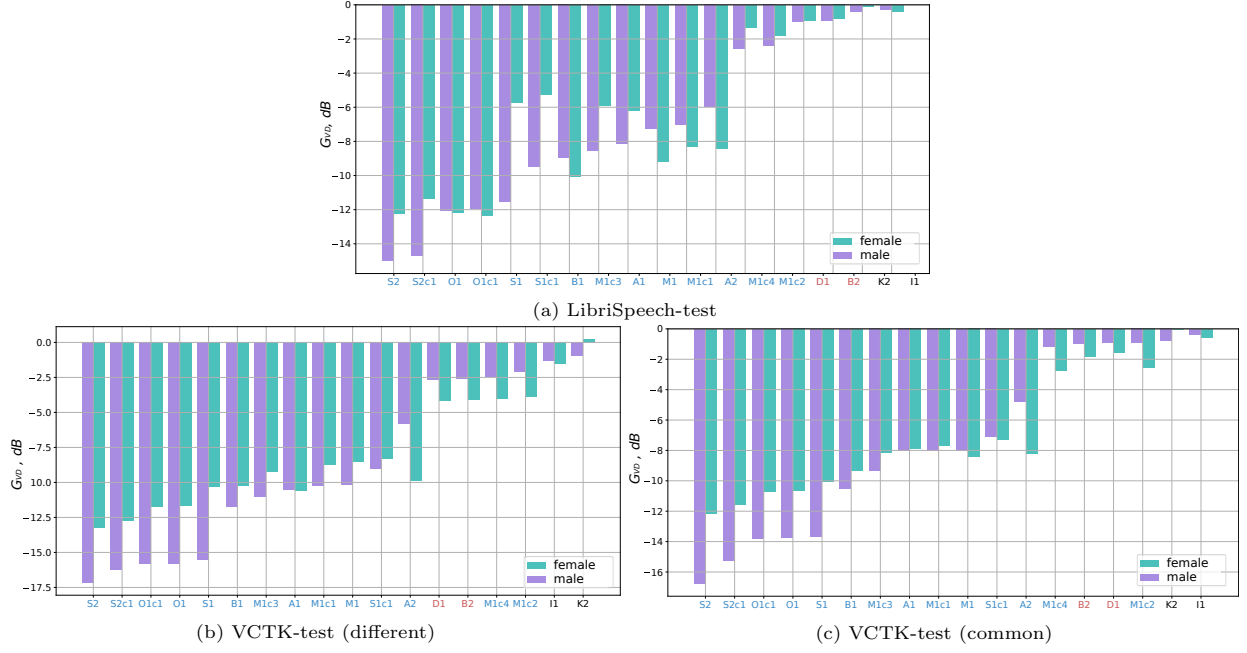 0
−2
−4
−6
−8
−10
−12
−14
G_VD, dB
female
male
S2 S2c1 O1 O1c1 S1 S1c1 B1 M1c3 A1 M1 M1c1 A2 M1c4 M1c2 D1 B2 K2 I1
(a) LibriSpeech-test
0.0
−2.5
−5.0
−7.5
−10.0
−12.5
−15.0
−17.5
G_VD , dB
female
male
S2 S2c1 O1c1 O1 S1 B1 M1c3 A1 M1c1 M1 S1c1 A2 D1 B2 M1c4 M1c2 I1 K2
(b) VCTK-test (different)
0
−2
−4
−6
−8
−10
−12
−14
−16
G_VD , dB
female
male
S2 S2c1 O1c1 O1 S1 B1 M1c3 A1 M1c1 M1 S1c1 A2 M1c4 B2 D1 M1c2 K2 I1
(c) VCTK-test (common)